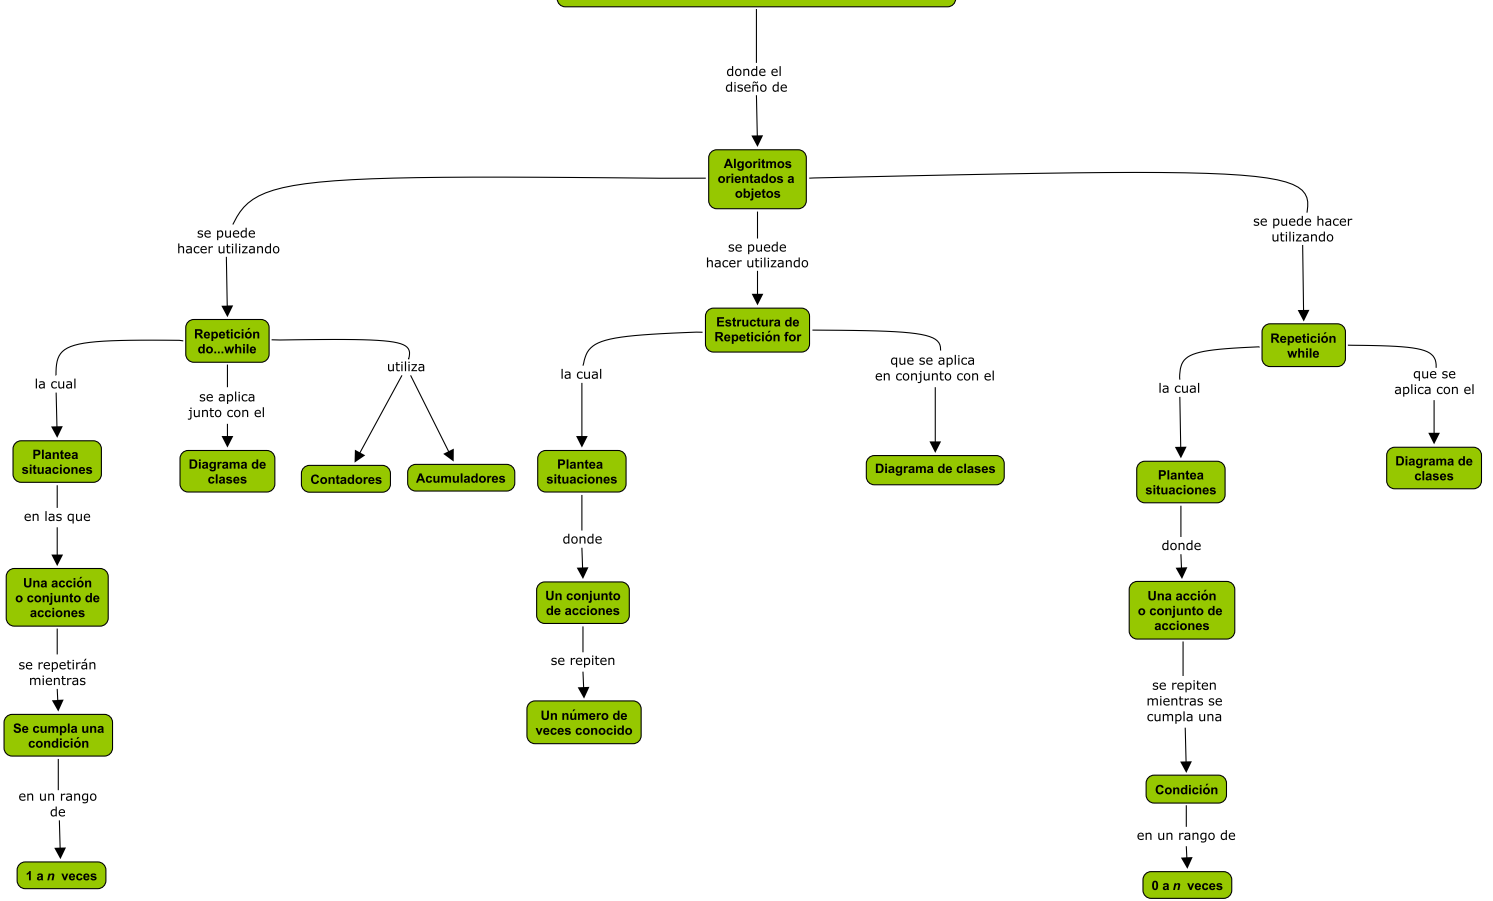 donde el
diseño de
Algoritmos
orientados a
objetos
se puede
hacer utilizando
Repetición
do...while
la cual
Plantea
situaciones
en las que
Una acción
o conjunto de
acciones
se repetirán
mientras
Se cumpla una
condición
en un rango
de
1 a n veces
se aplica
junto con el
Diagrama de
clases
utiliza
Contadores
Acumuladores
se puede
hacer utilizando
Estructura de
Repetición for
la cual
Plantea
situaciones
donde
Un conjunto
de acciones
se repiten
Un número de
veces conocido
que se aplica
en conjunto con el
Diagrama de clases
se puede hacer
utilizando
Repetición
while
la cual
Plantea
situaciones
donde
Una acción
o conjunto de
acciones
se repiten
mientras se
cumpla una
Condición
en un rango de
0 a n veces
que se
aplica con el
Diagrama de
clases